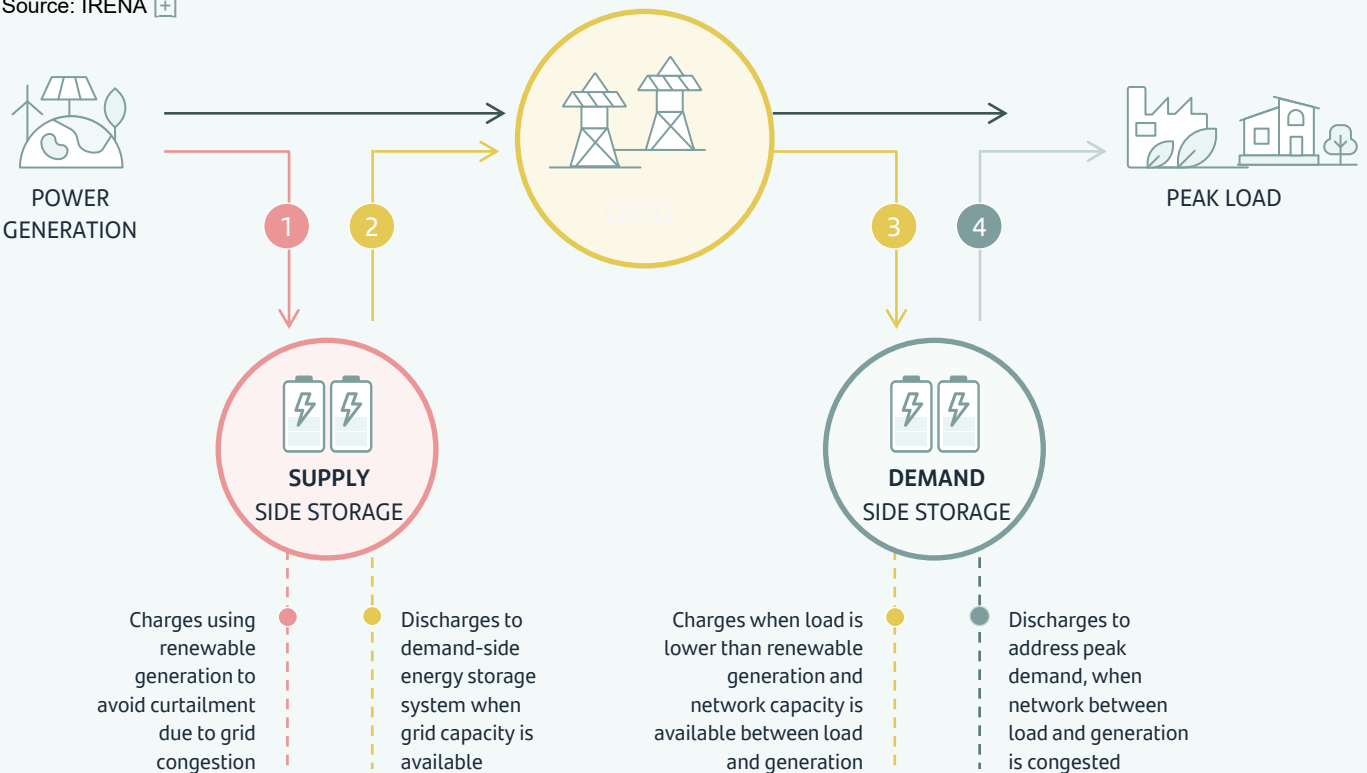 Source: IRENA
POWER
GENERATION
GRID
PEAK LOAD
1
2
3
4
SUPPLY
SIDE STORAGE
DEMAND
SIDE STORAGE
Charges using
renewable
generation to
avoid curtailment
due to grid
congestion
Discharges to
demand-side
energy storage
system when
grid capacity is
available
Charges when load is
lower than renewable
generation and
network capacity is
available between load
and generation
Discharges to
address peak
demand, when
network between
load and generation
is congested